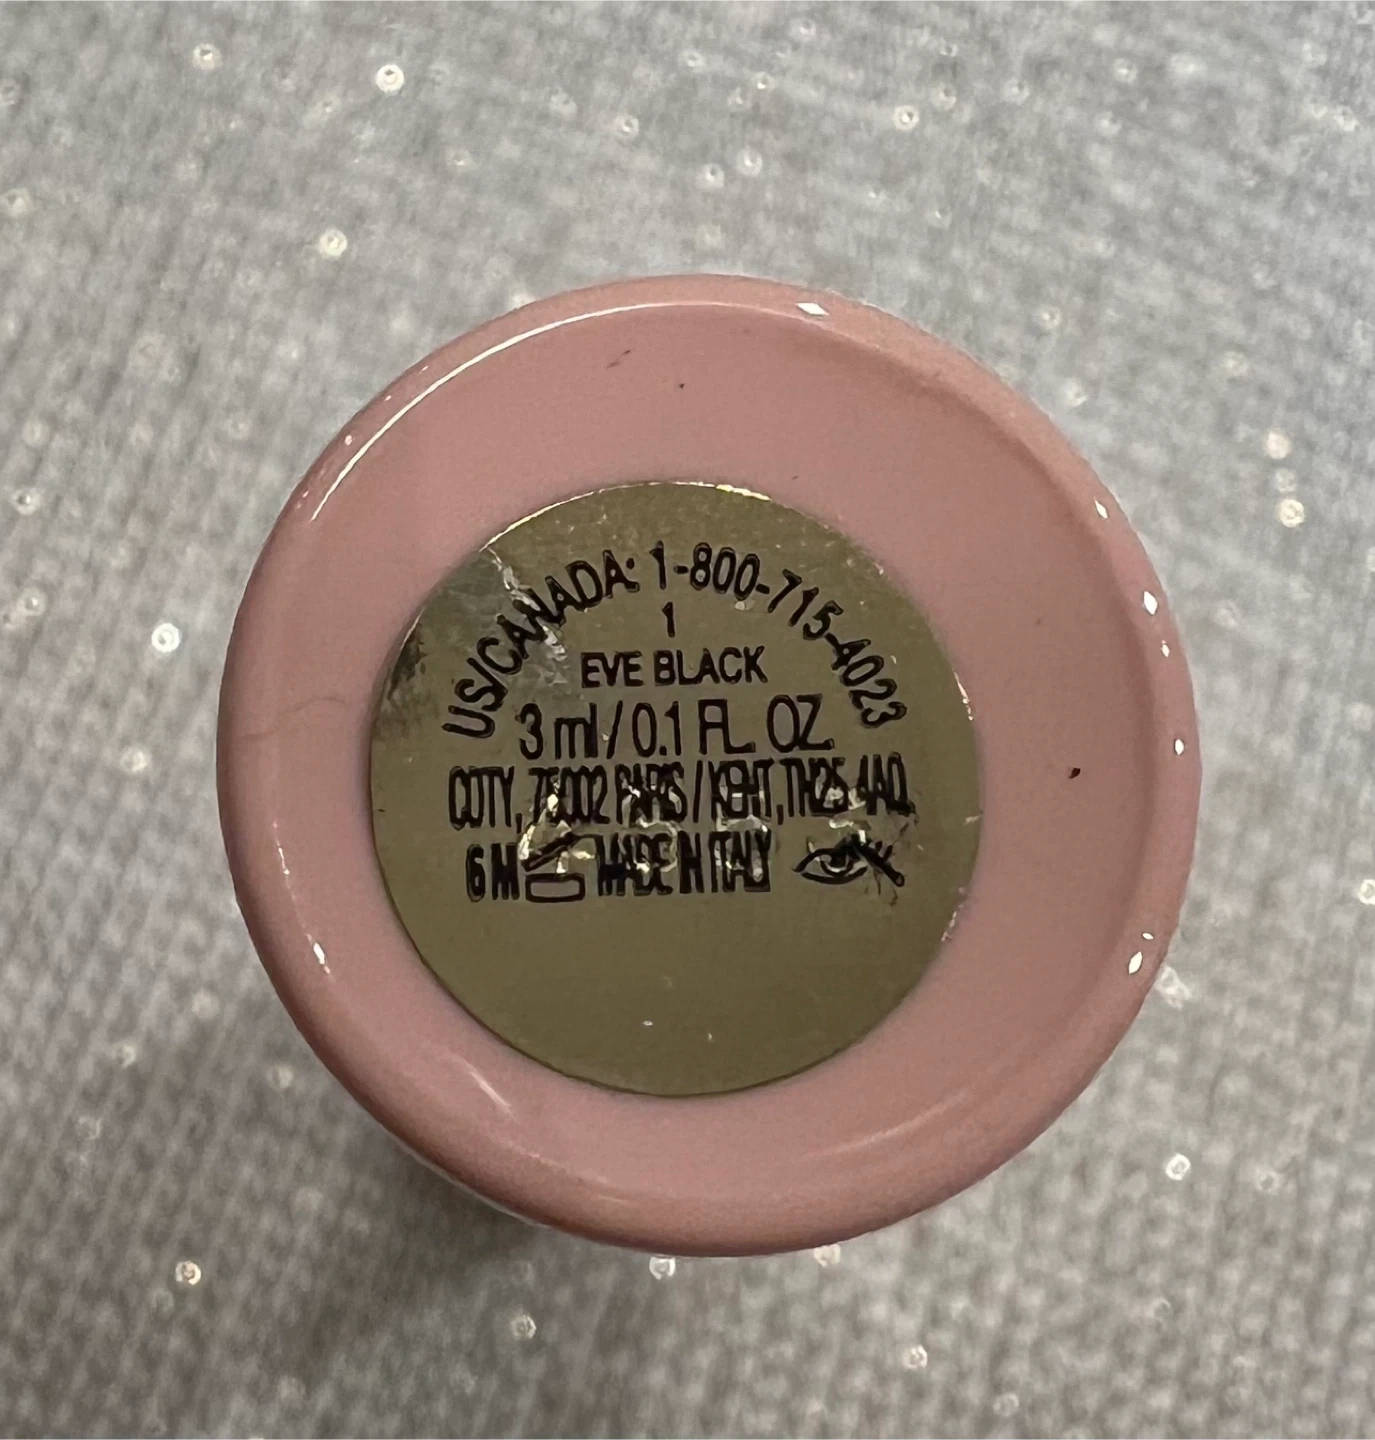 US/CANADA: 1-800-715-4023
1
EVE BLACK
3 ml / 0.1 FL. OZ.
COTY, 75002 PARIS / KENT, TN25 4AQ
6 M MADE IN ITALY